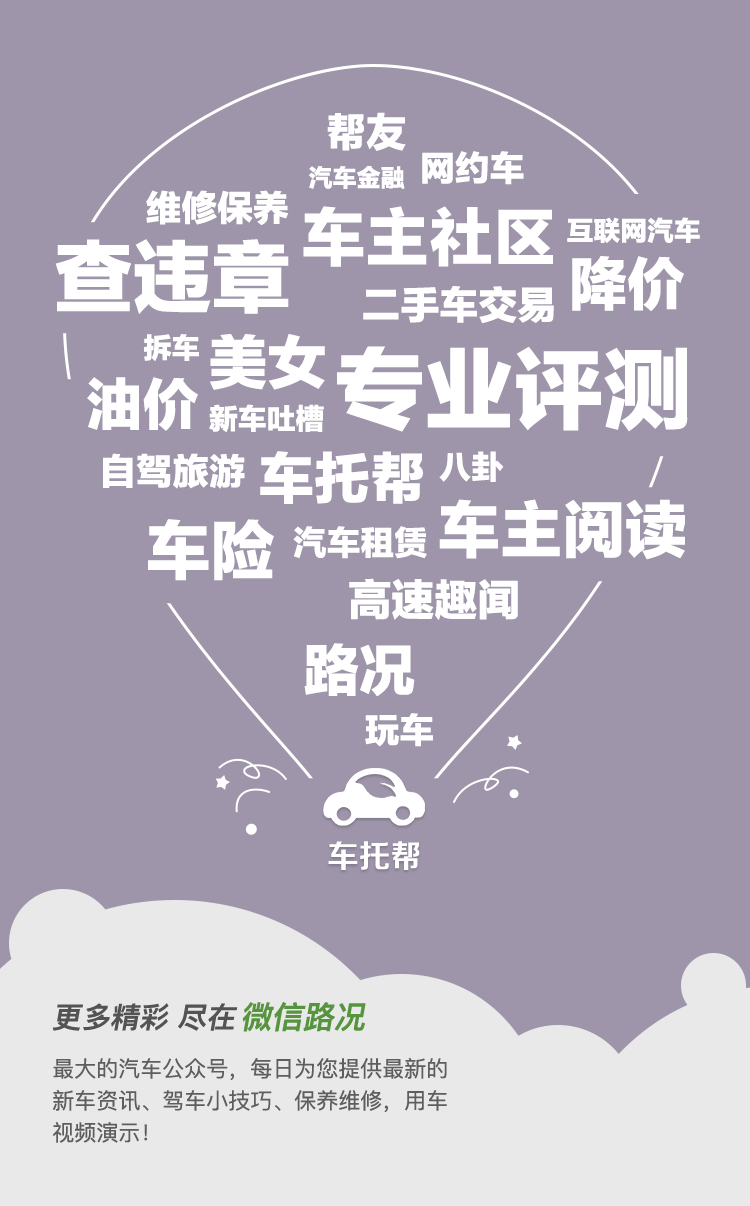 帮友
汽车金融
网约车
维修保养
车主社区
互联网汽车
查违章
二手车交易
降价
拆车
美女
专业评测
油价
新车吐槽
自驾旅游
车托帮
八卦
车险
汽车租赁
车主阅读
高速趣闻
路况
玩车
车托帮
更多精彩 尽在 微信路况
最大的汽车公众号，每日为您提供最新的
新车资讯、驾车小技巧、保养维修，用车
视频演示！